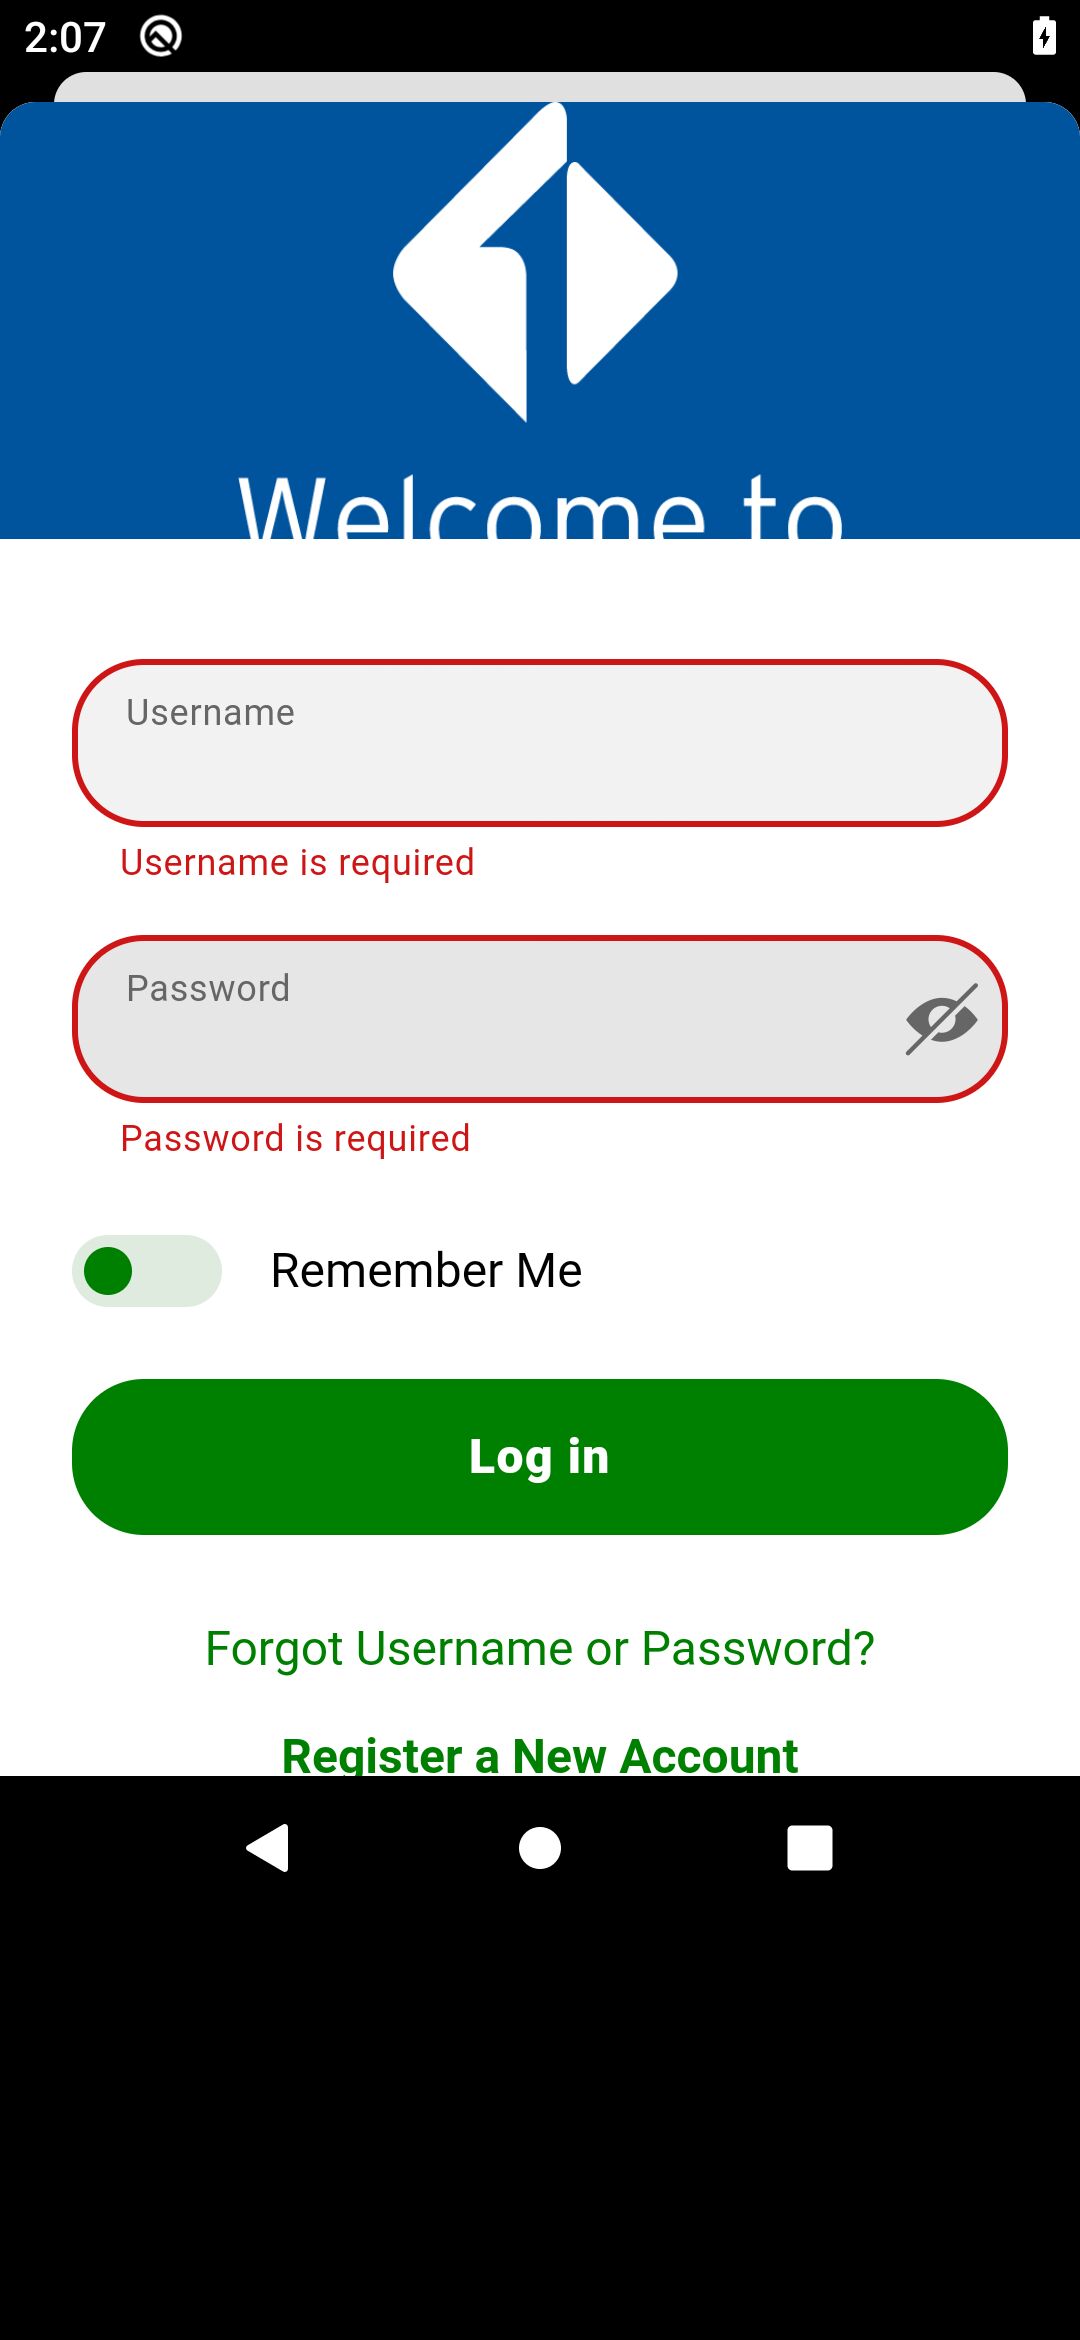 2:07
Welcome to
Username
Username is required
Password
Password is required
Remember Me
Log in
Forgot Username or Password?
Register a New Account